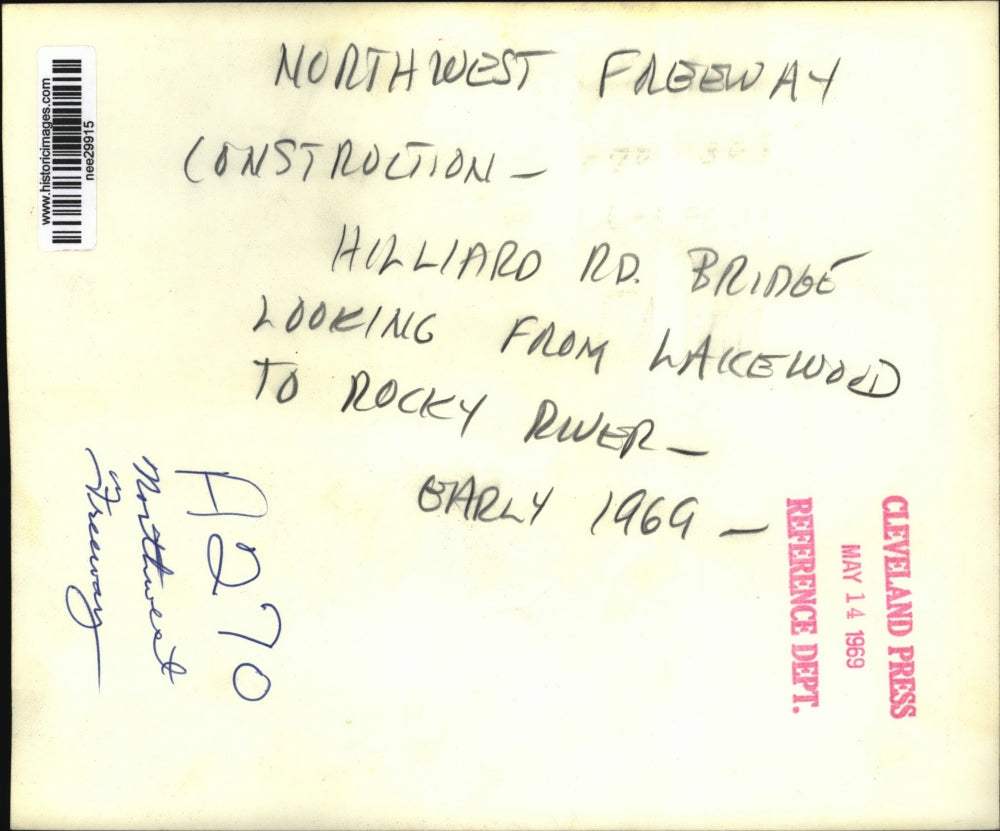 NORTHWEST FREEWAY
CONSTRUCTION –
HILLIARD RD. BRIDGE
LOOKING FROM LAKEWOOD
TO ROCKY RIVER –
EARLY 1969 –
www.historicimages.com
nee29915
A270
Northwest
Freeway
CLEVELAND PRESS
MAY 14 1969
REFERENCE DEPT.